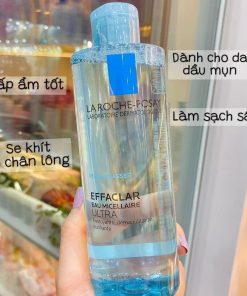 ấp ẩm tốt
Dành cho da
dầu mụn
LA ROCHE-POSAY
LABORATOIRE DERMATOLOGIQUE
Làm sạch sâ
Se khít
chân lông
EFFACLAR
EAU MICELLAIRE
ULTRA